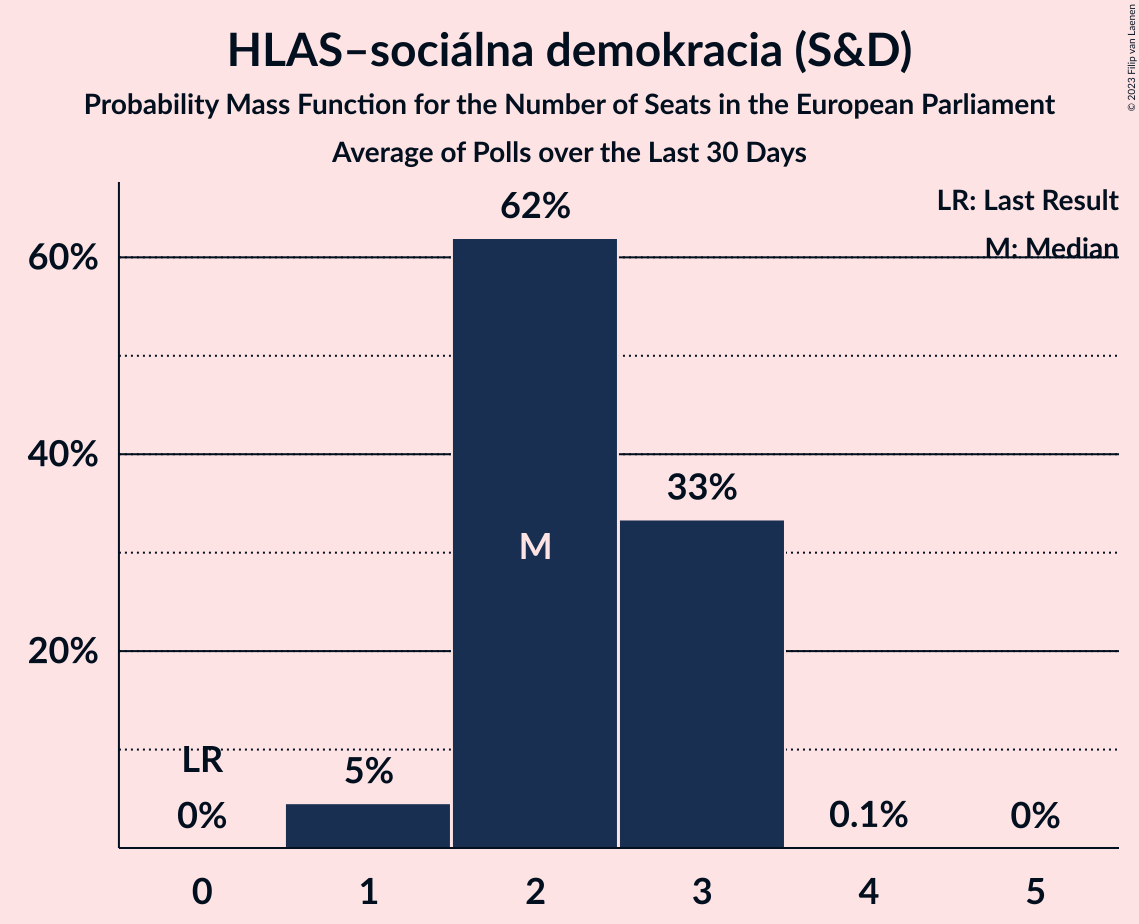 HLAS–sociálna demokracia (S&D)
Probability Mass Function for the Number of Seats in the European Parliament
Average of Polls over the Last 30 Days
© 2023 Filip van Laenen
LR: Last Result
M: Median
62%
60%
40%
33%
M
20%
LR
5%
0%
0.1%
0%
0 1 2 3 4 5